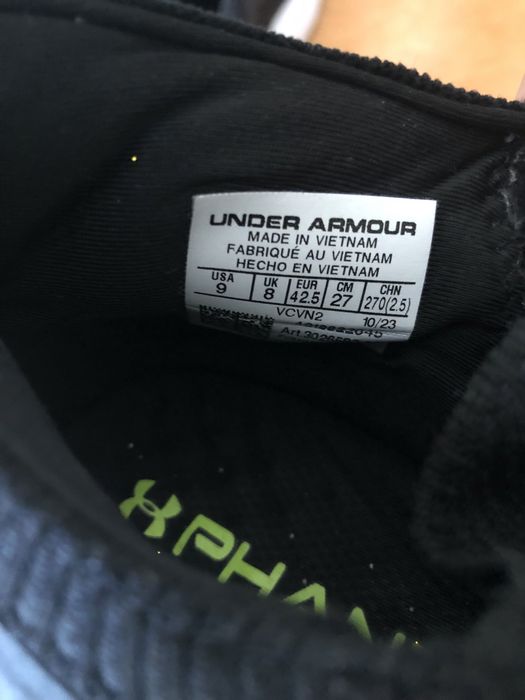 UNDER ARMOUR
MADE IN VIETNAM
FABRIQUÉ AU VIETNAM
HECHO EN VIETNAM
USA UK EUR CM CHN
9 8 42.5 27 270(2.5)
VCVN2 10/23
Art
PHAN